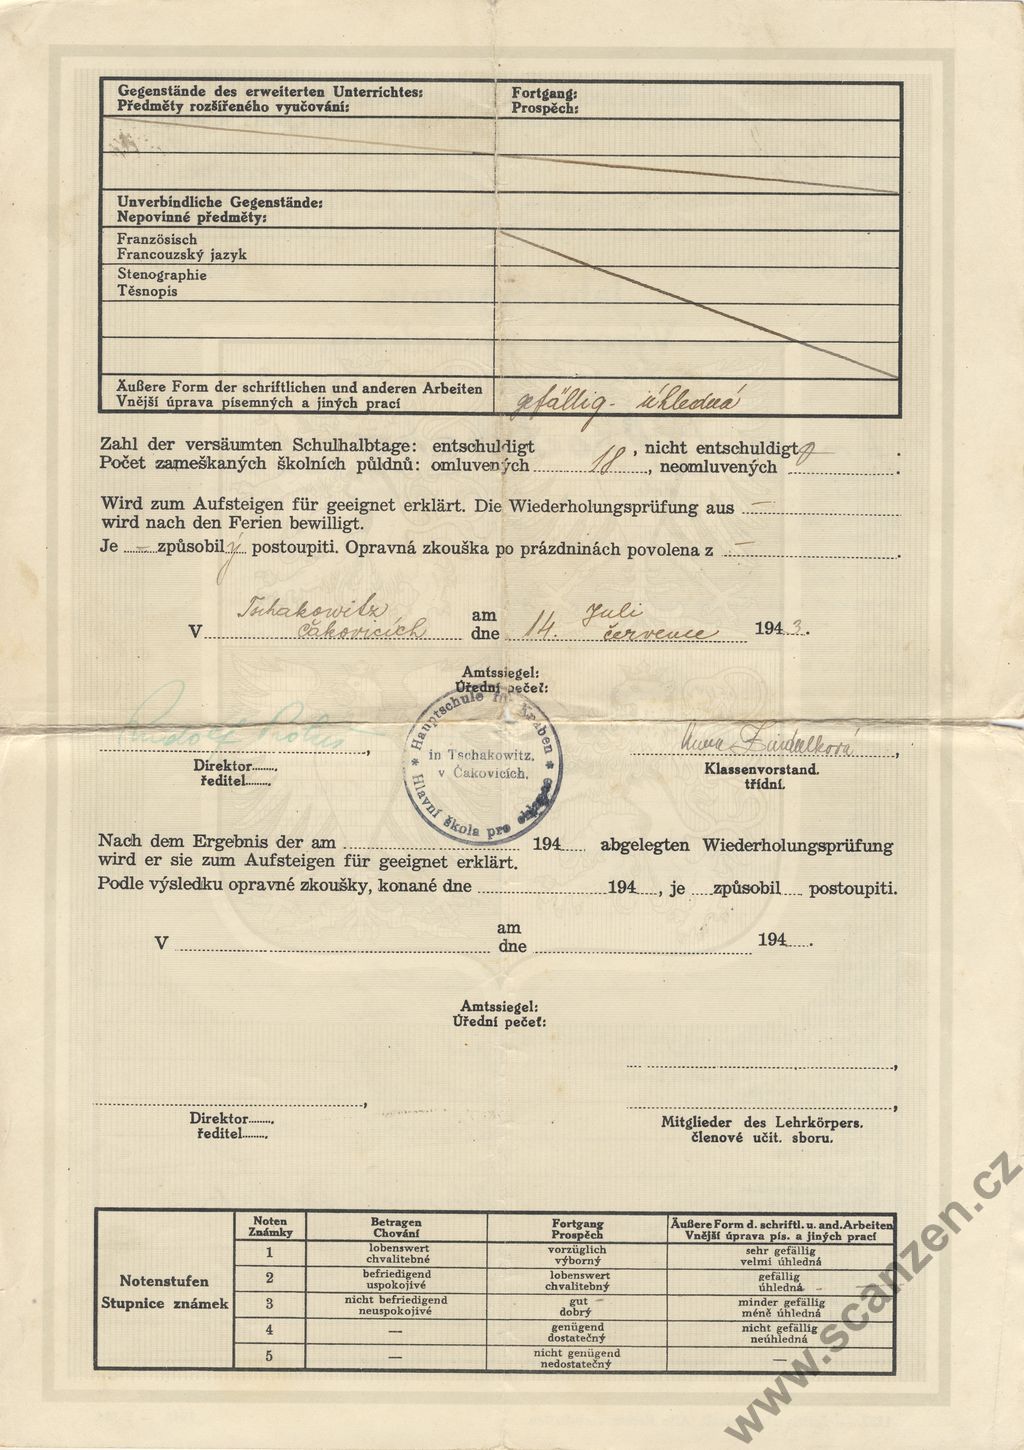 Gegenstände des erweiterten Unterrichtes: Fortgang:
Předměty rozšířeného vyučování: Prospěch:
Unverbindliche Gegenstände:
Nepovinné předměty:
Französisch
Francouzský jazyk
Stenographie
Těsnopis
Äußere Form der schriftlichen und anderen Arbeiten
Vnější úprava písemných a jiných prací gefällig - úhledná
Zahl der versäumten Schulhalbtage: entschuldigt , nicht entschuldigt 0 .
Počet zameškaných školních půldnů: omluvených 18 , neomluvených .
Wird zum Aufsteigen für geeignet erklärt. Die Wiederholungsprüfung aus –
wird nach den Ferien bewilligt.
Je – způsobilý postoupiti. Opravná zkouška po prázdninách povolena z – .
Tschakowitz am Juli
V Čakovicích dne 14. července 1943.
Amtssiegel:
Úřední pečeť:
Hauptschule für Knaben
in Tschakowitz.
v Čakovicích.
Hlavní škola pro chlapce
Rudolf
Anna
Direktor........, Klassenvorstand.
ředitel........, třídní.
Nach dem Ergebnis der am 194 abgelegten Wiederholungsprüfung
wird er sie zum Aufsteigen für geeignet erklärt.
Podle výsledku opravné zkoušky, konané dne 194 , je způsobil postoupiti.
am
V dne 194 .
Amtssiegel:
Úřední pečeť:
Direktor........, Mitglieder des Lehrkörpers.
ředitel........, členové učit. sboru.
Notenstufen
Stupnice známek
Noten Betragen Fortgang Äußere Form d. schriftl. u. and. Arbeiten
Známky Chování Prospěch Vnější úprava pís. a jiných prací
1 lobenswert vorzüglich sehr gefällig
chvalitebné výborný velmi úhledná
2 befriedigend lobenswert gefällig
uspokojivé chvalitebný úhledná
3 nicht befriedigend gut minder gefällig
neuspokojivé dobrý méně úhledná
4 — genügend nicht gefällig
dostatečný neúhledná
5 — nicht genügend —
nedostatečný
www.scanzen.cz